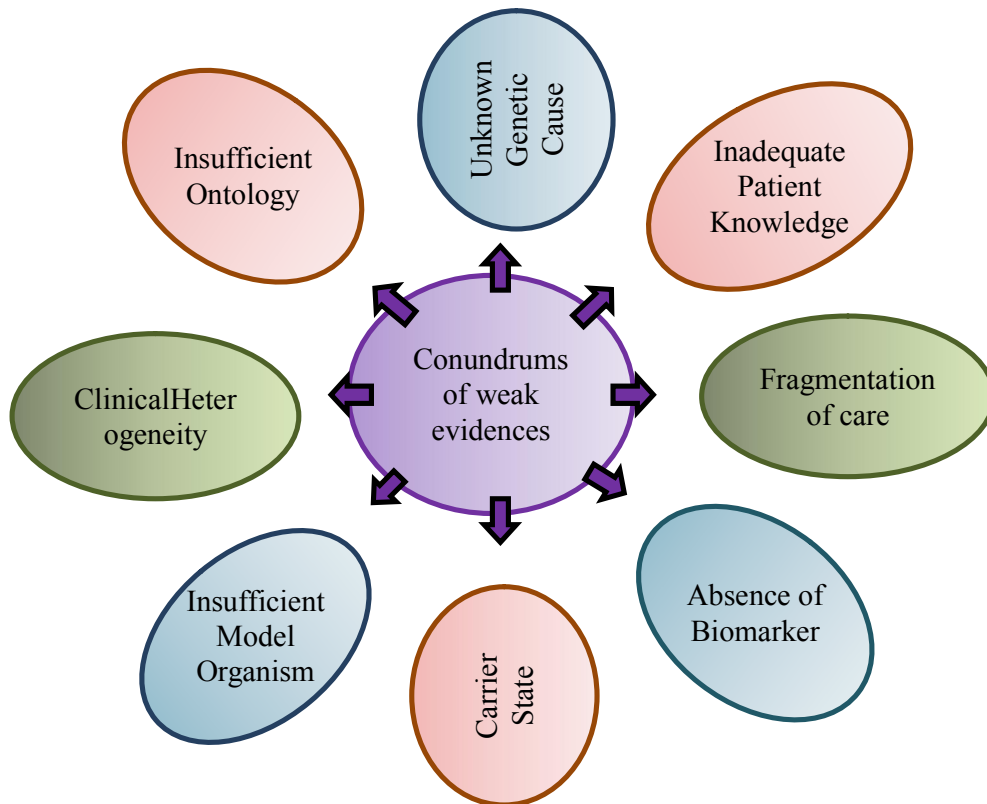 Unknown
Genetic
Cause
Insufficient
Ontology
Inadequate
Patient
Knowledge
Conundrums
of weak
evidences
ClinicalHeter
ogeneity
Fragmentation
of care
Insufficient
Model
Organism
Absence of
Biomarker
Carrier
State